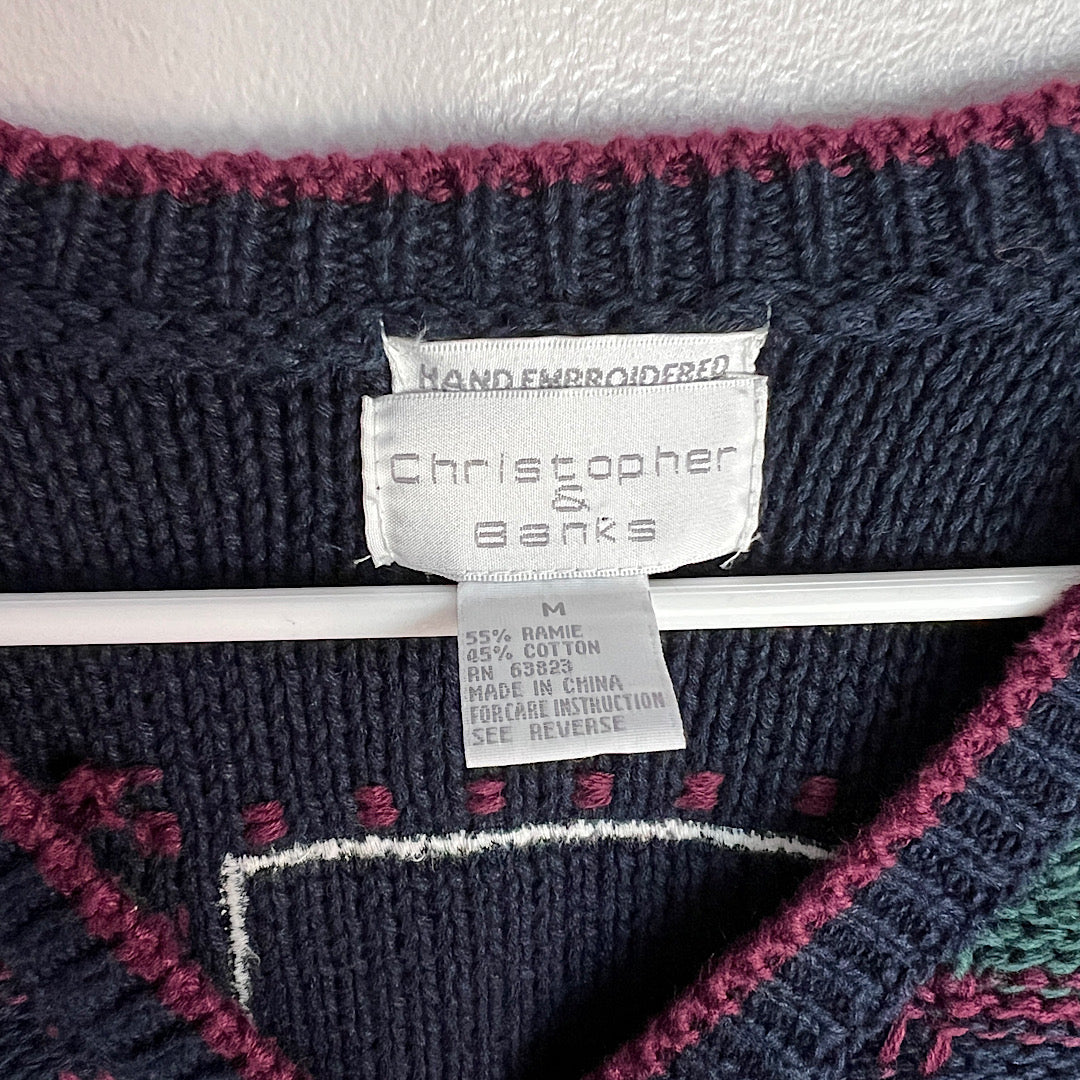 HAND EMBROIDERED
Christopher
&
Banks
M
55% RAMIE
45% COTTON
RN 63823
MADE IN CHINA
FOR CARE INSTRUCTION
SEE REVERSE